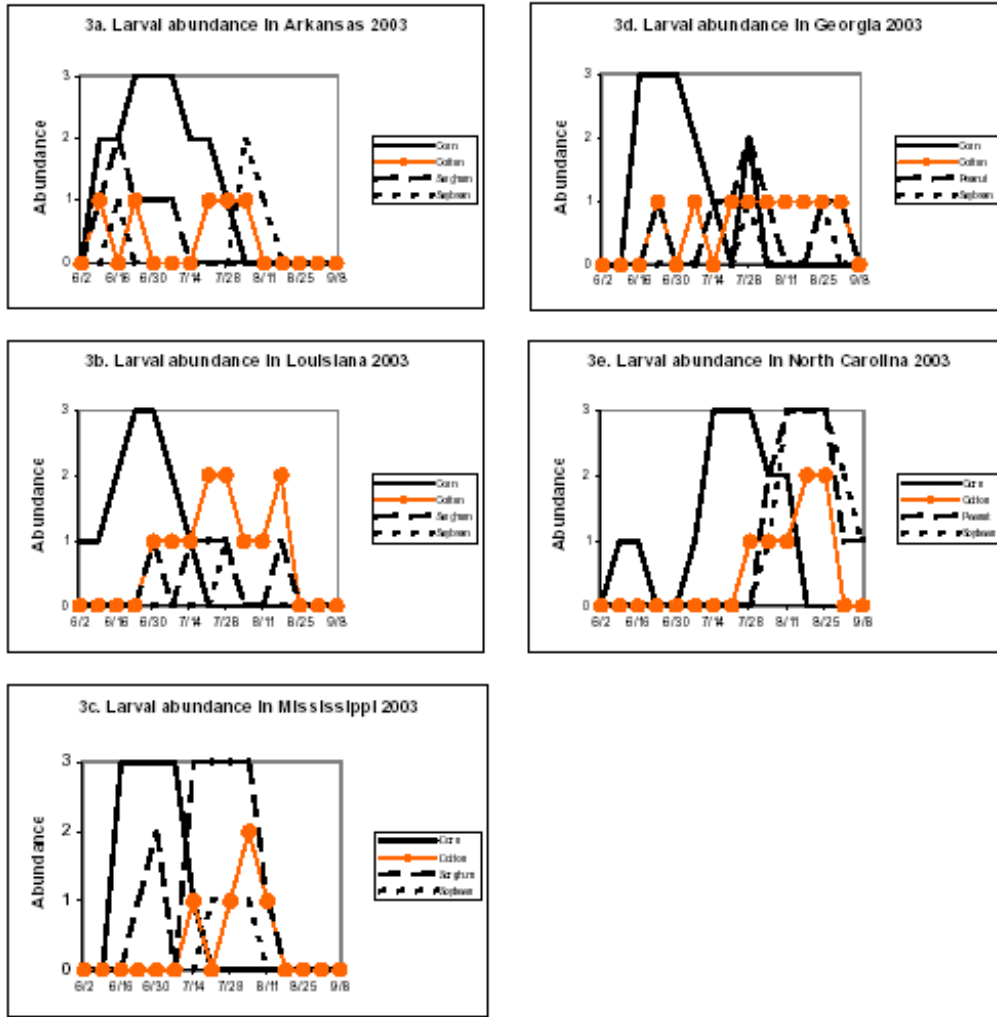 3a. Larval abundance in Arkansas 2003
Abundance
3
2
1
0
6/2 6/16 6/30 7/14 7/28 8/11 8/25 9/8
Corn
Cotton
Sorghum
Soybean
3d. Larval abundance in Georgia 2003
Abundance
3
2
1
0
6/2 6/16 6/30 7/14 7/28 8/11 8/25 9/8
Corn
Cotton
Peanut
Soybean
3b. Larval abundance in Louisiana 2003
Abundance
3
2
1
0
6/2 6/16 6/30 7/14 7/28 8/11 8/25 9/8
Corn
Cotton
Sorghum
Soybean
3e. Larval abundance in North Carolina 2003
Abundance
3
2
1
0
6/2 6/16 6/30 7/14 7/28 8/11 8/25 9/8
Corn
Cotton
Peanut
Soybean
3c. Larval abundance in Mississippi 2003
Abundance
3
2
1
0
6/2 6/16 6/30 7/14 7/28 8/11 8/25 9/8
Corn
Cotton
Sorghum
Soybean